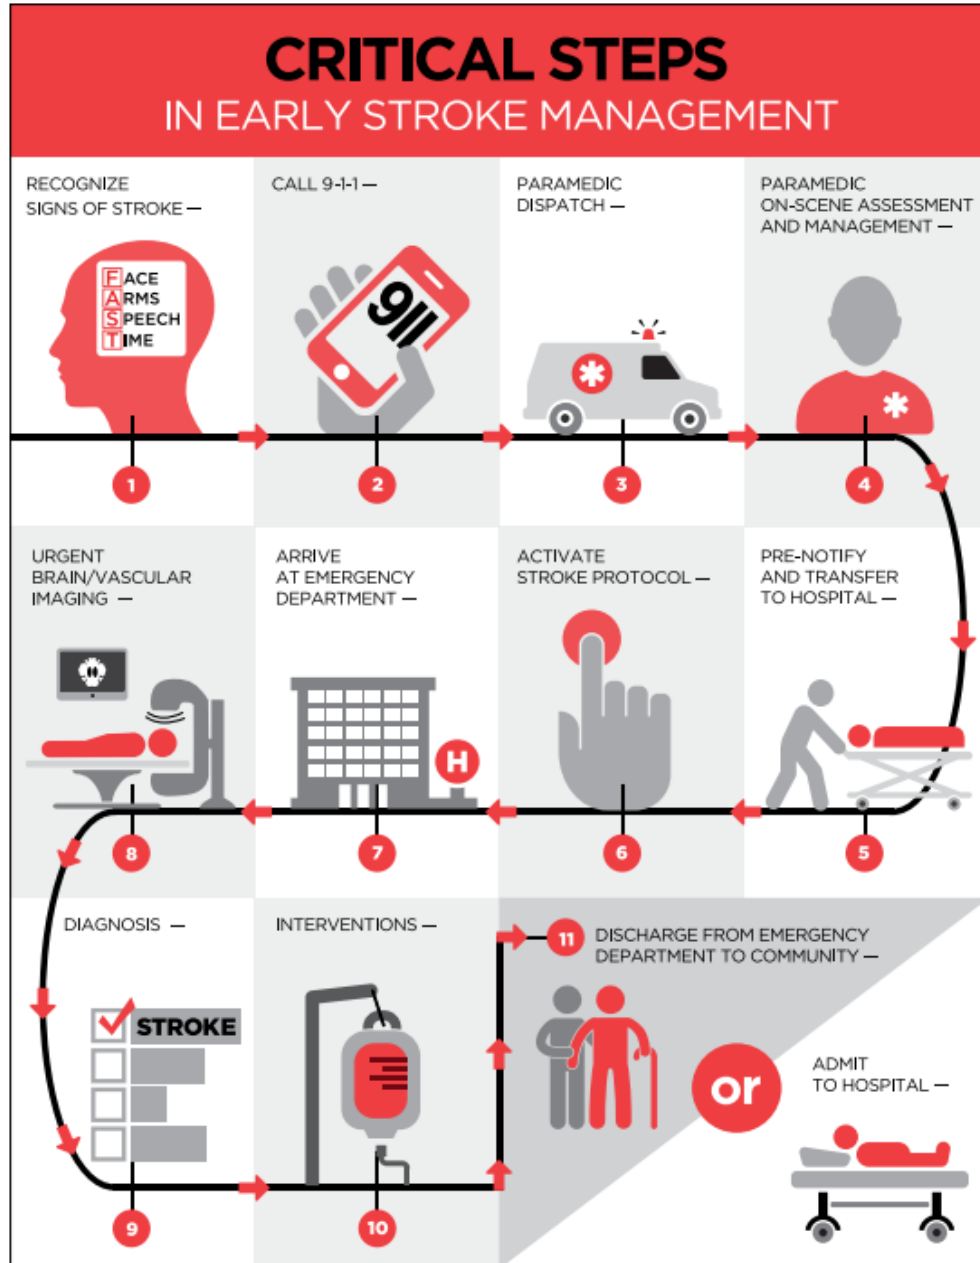 CRITICAL STEPS
IN EARLY STROKE MANAGEMENT
RECOGNIZE
SIGNS OF STROKE —
FACE
ARMS
SPEECH
TIME
1
CALL 9-1-1 —
911
2
PARAMEDIC
DISPATCH —
3
PARAMEDIC
ON-SCENE ASSESSMENT
AND MANAGEMENT —
4
PRE-NOTIFY
AND TRANSFER
TO HOSPITAL —
5
ACTIVATE
STROKE PROTOCOL —
6
ARRIVE
AT EMERGENCY
DEPARTMENT —
H
7
URGENT
BRAIN/VASCULAR
IMAGING —
8
DIAGNOSIS —
STROKE
9
INTERVENTIONS —
10
11
DISCHARGE FROM EMERGENCY
DEPARTMENT TO COMMUNITY —
or
ADMIT
TO HOSPITAL —